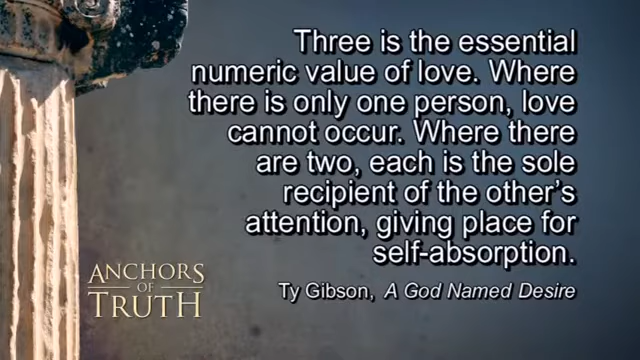 Three is the essential
numeric value of love. Where
there is only one person, love
cannot occur. Where there
are two, each is the sole
recipient of the other's
attention, giving place for
self-absorption.
Ty Gibson, A God Named Desire
ANCHORS
OF
TRUTH